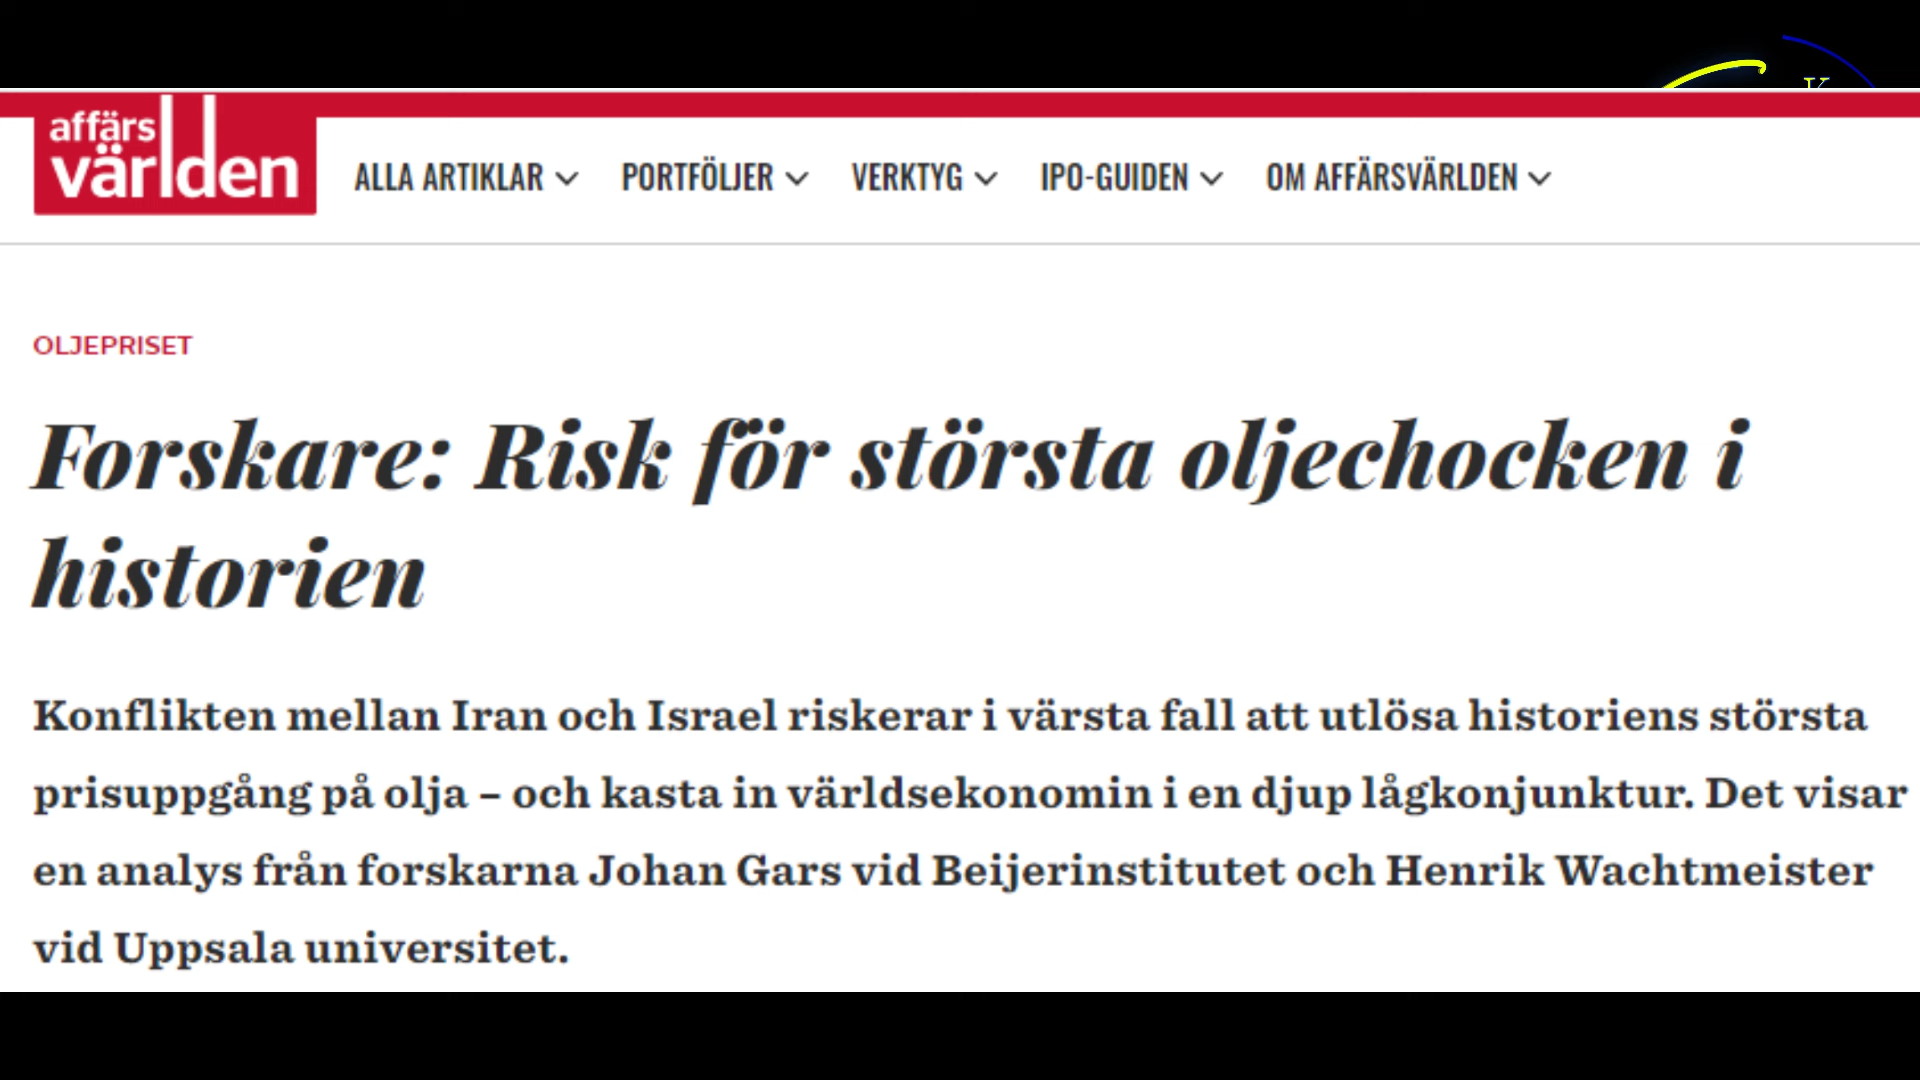 affärs
världen
ALLA ARTIKLAR PORTFÖLJER VERKTYG IPO-GUIDEN OM AFFÄRSVÄRLDEN
OLJEPRISET
Forskare: Risk för största oljechocken i
historien
Konflikten mellan Iran och Israel riskerar i värsta fall att utlösa historiens största
prisuppgång på olja – och kasta in världsekonomin i en djup lågkonjunktur. Det visar
en analys från forskarna Johan Gars vid Beijerinstitutet och Henrik Wachtmeister
vid Uppsala universitet.